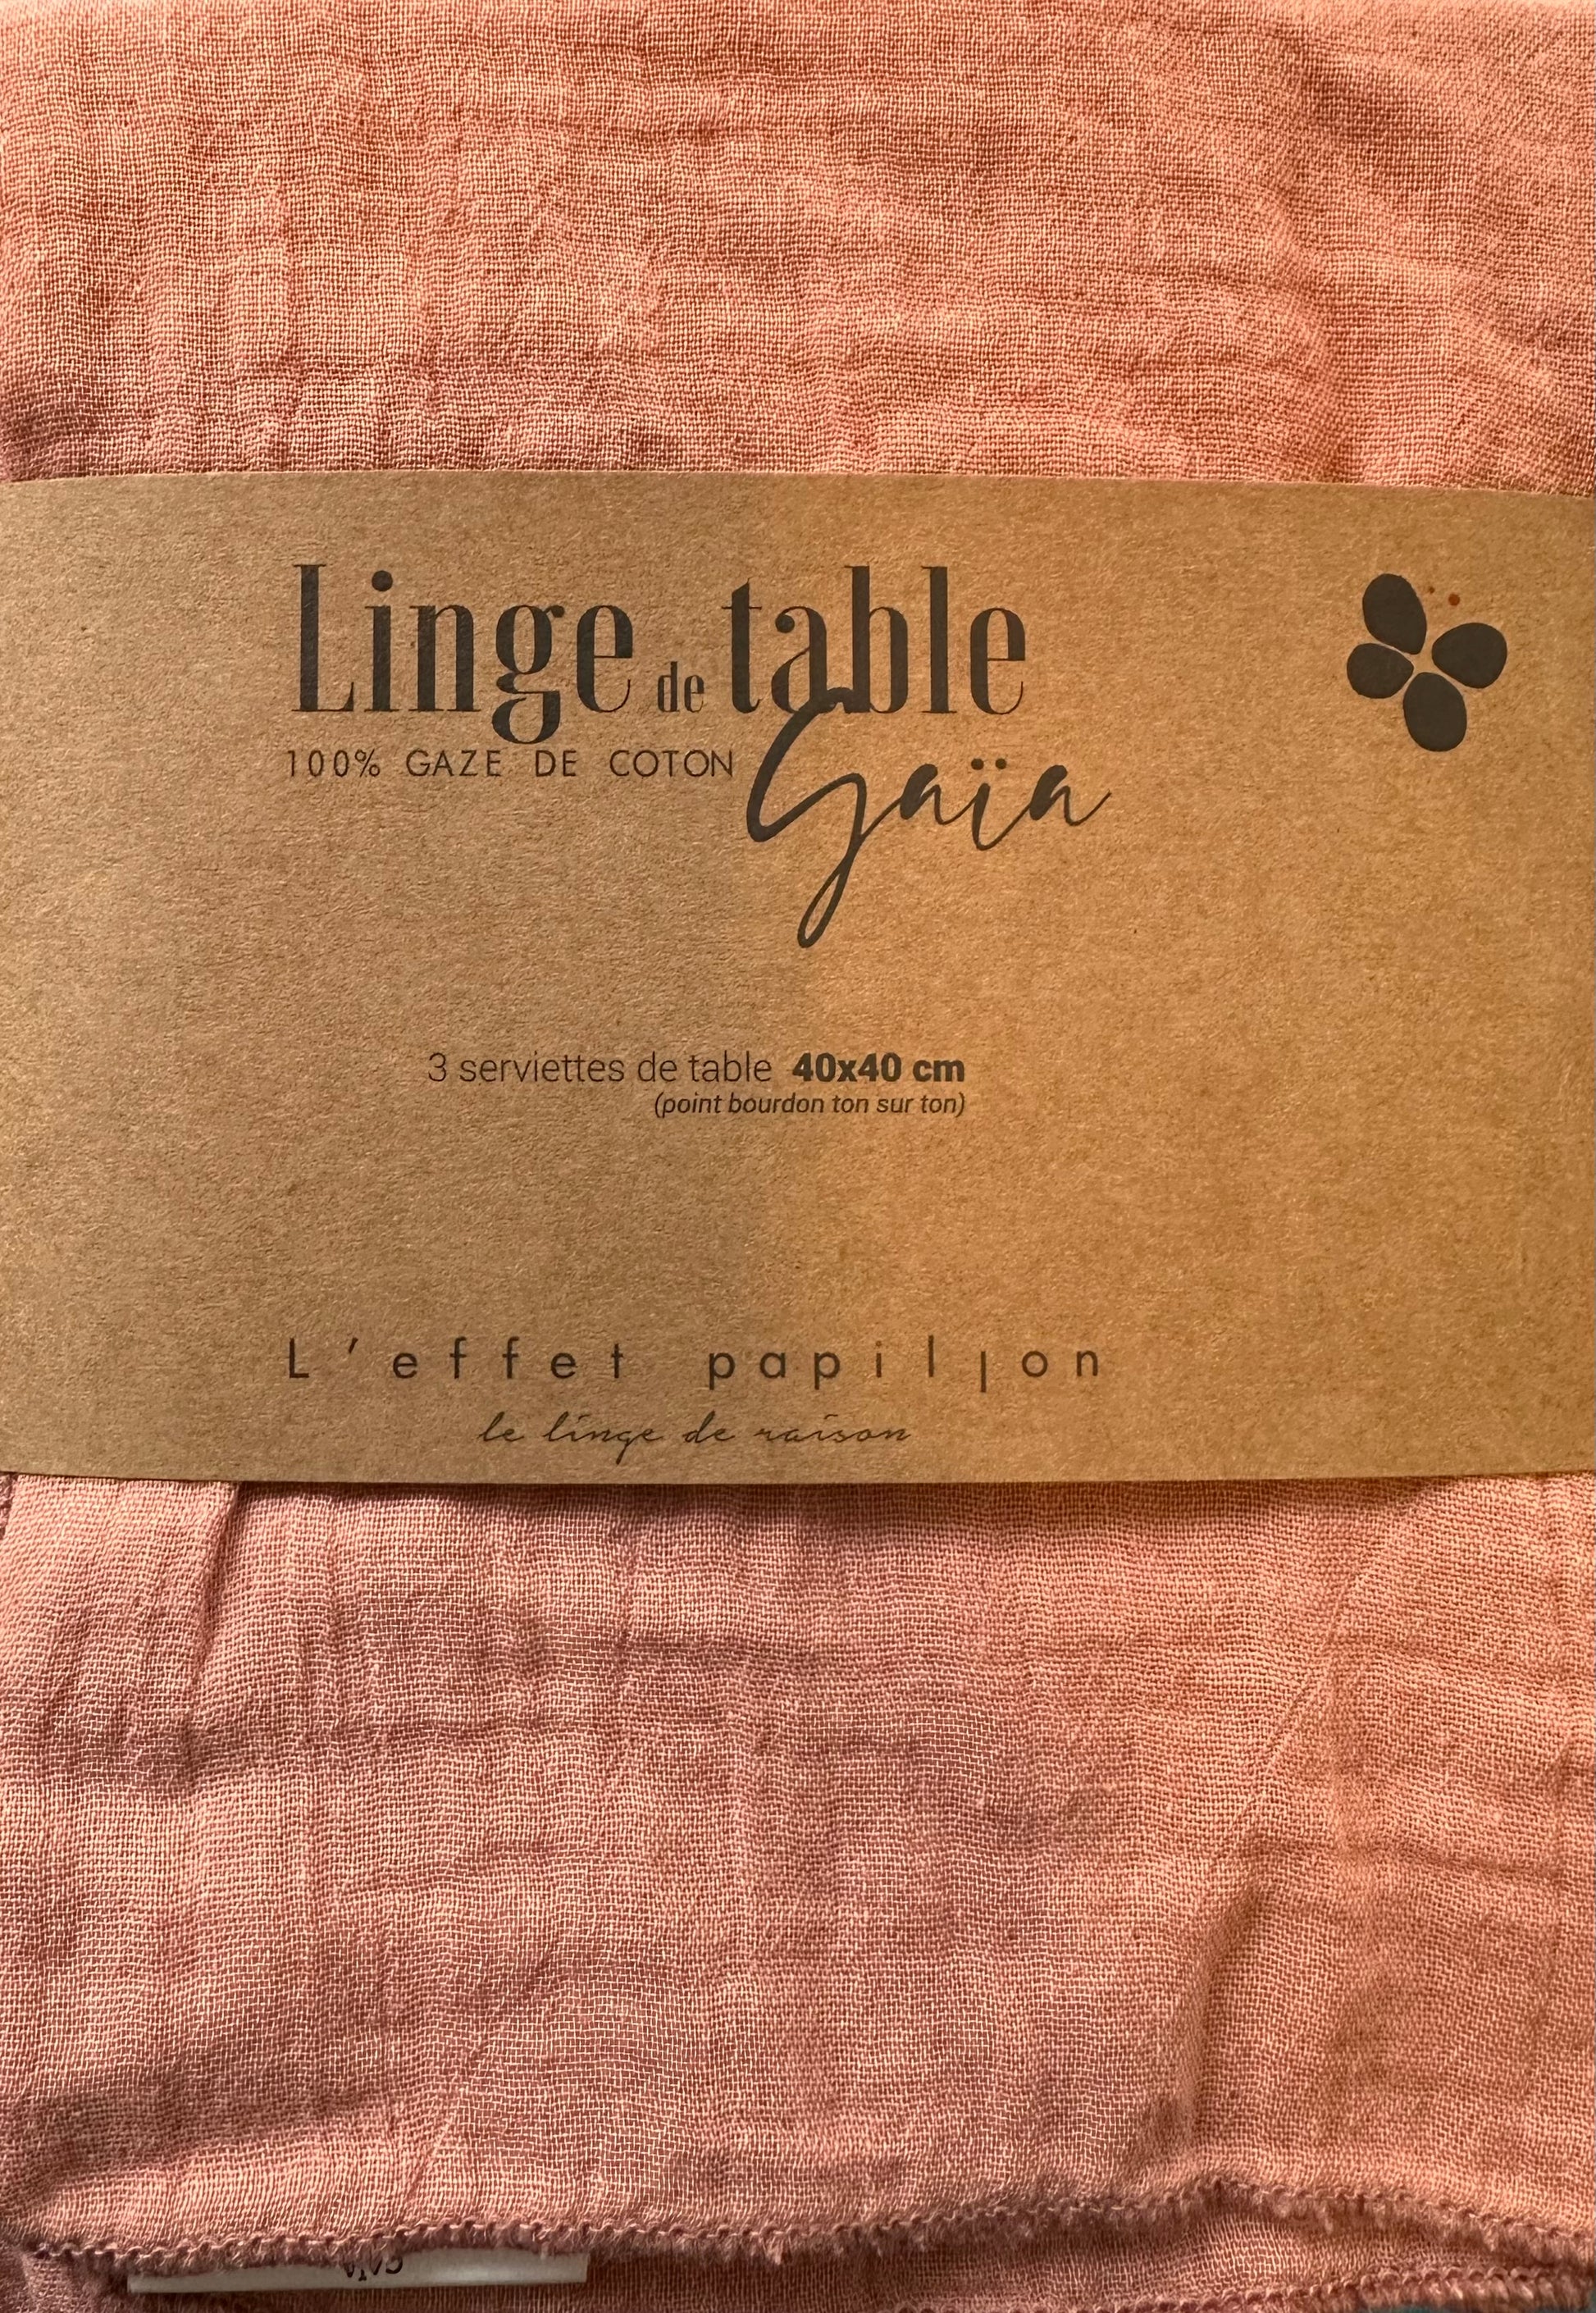 Linge de table
100% GAZE DE COTON
Gaïa
3 serviettes de table 40x40 cm
(point bourdon ton sur ton)
L'effet papillon
le linge de raison